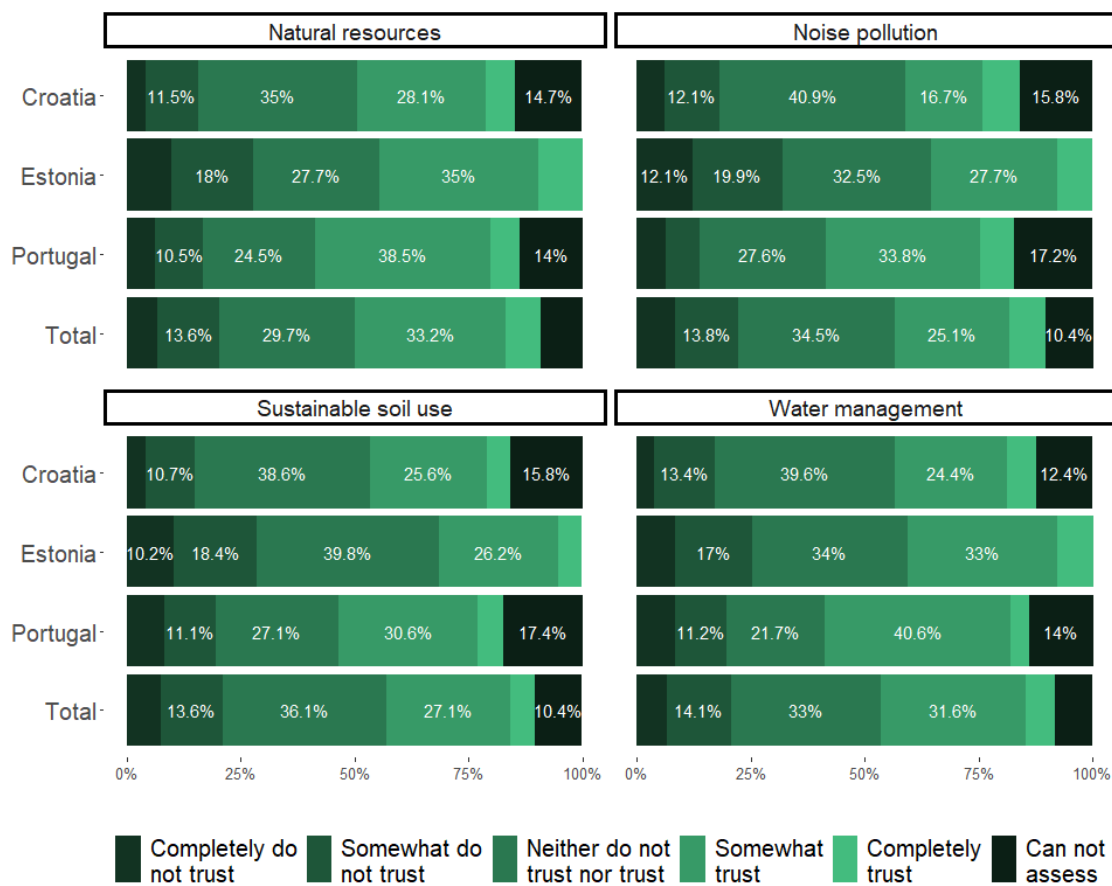 Natural resources
Noise pollution
Croatia
11.5% 35% 28.1% 14.7%
12.1% 40.9% 16.7% 15.8%
Estonia
18% 27.7% 35%
12.1% 19.9% 32.5% 27.7%
Portugal
10.5% 24.5% 38.5% 14%
27.6% 33.8% 17.2%
Total
13.6% 29.7% 33.2%
13.8% 34.5% 25.1% 10.4%
Sustainable soil use
Water management
Croatia
10.7% 38.6% 25.6% 15.8%
13.4% 39.6% 24.4% 12.4%
Estonia
10.2% 18.4% 39.8% 26.2%
17% 34% 33%
Portugal
11.1% 27.1% 30.6% 17.4%
11.2% 21.7% 40.6% 14%
Total
13.6% 36.1% 27.1% 10.4%
14.1% 33% 31.6%
0% 25% 50% 75% 100%
0% 25% 50% 75% 100%
Completely do
not trust
Somewhat do
not trust
Neither do not
trust nor trust
Somewhat
trust
Completely
trust
Can not
assess